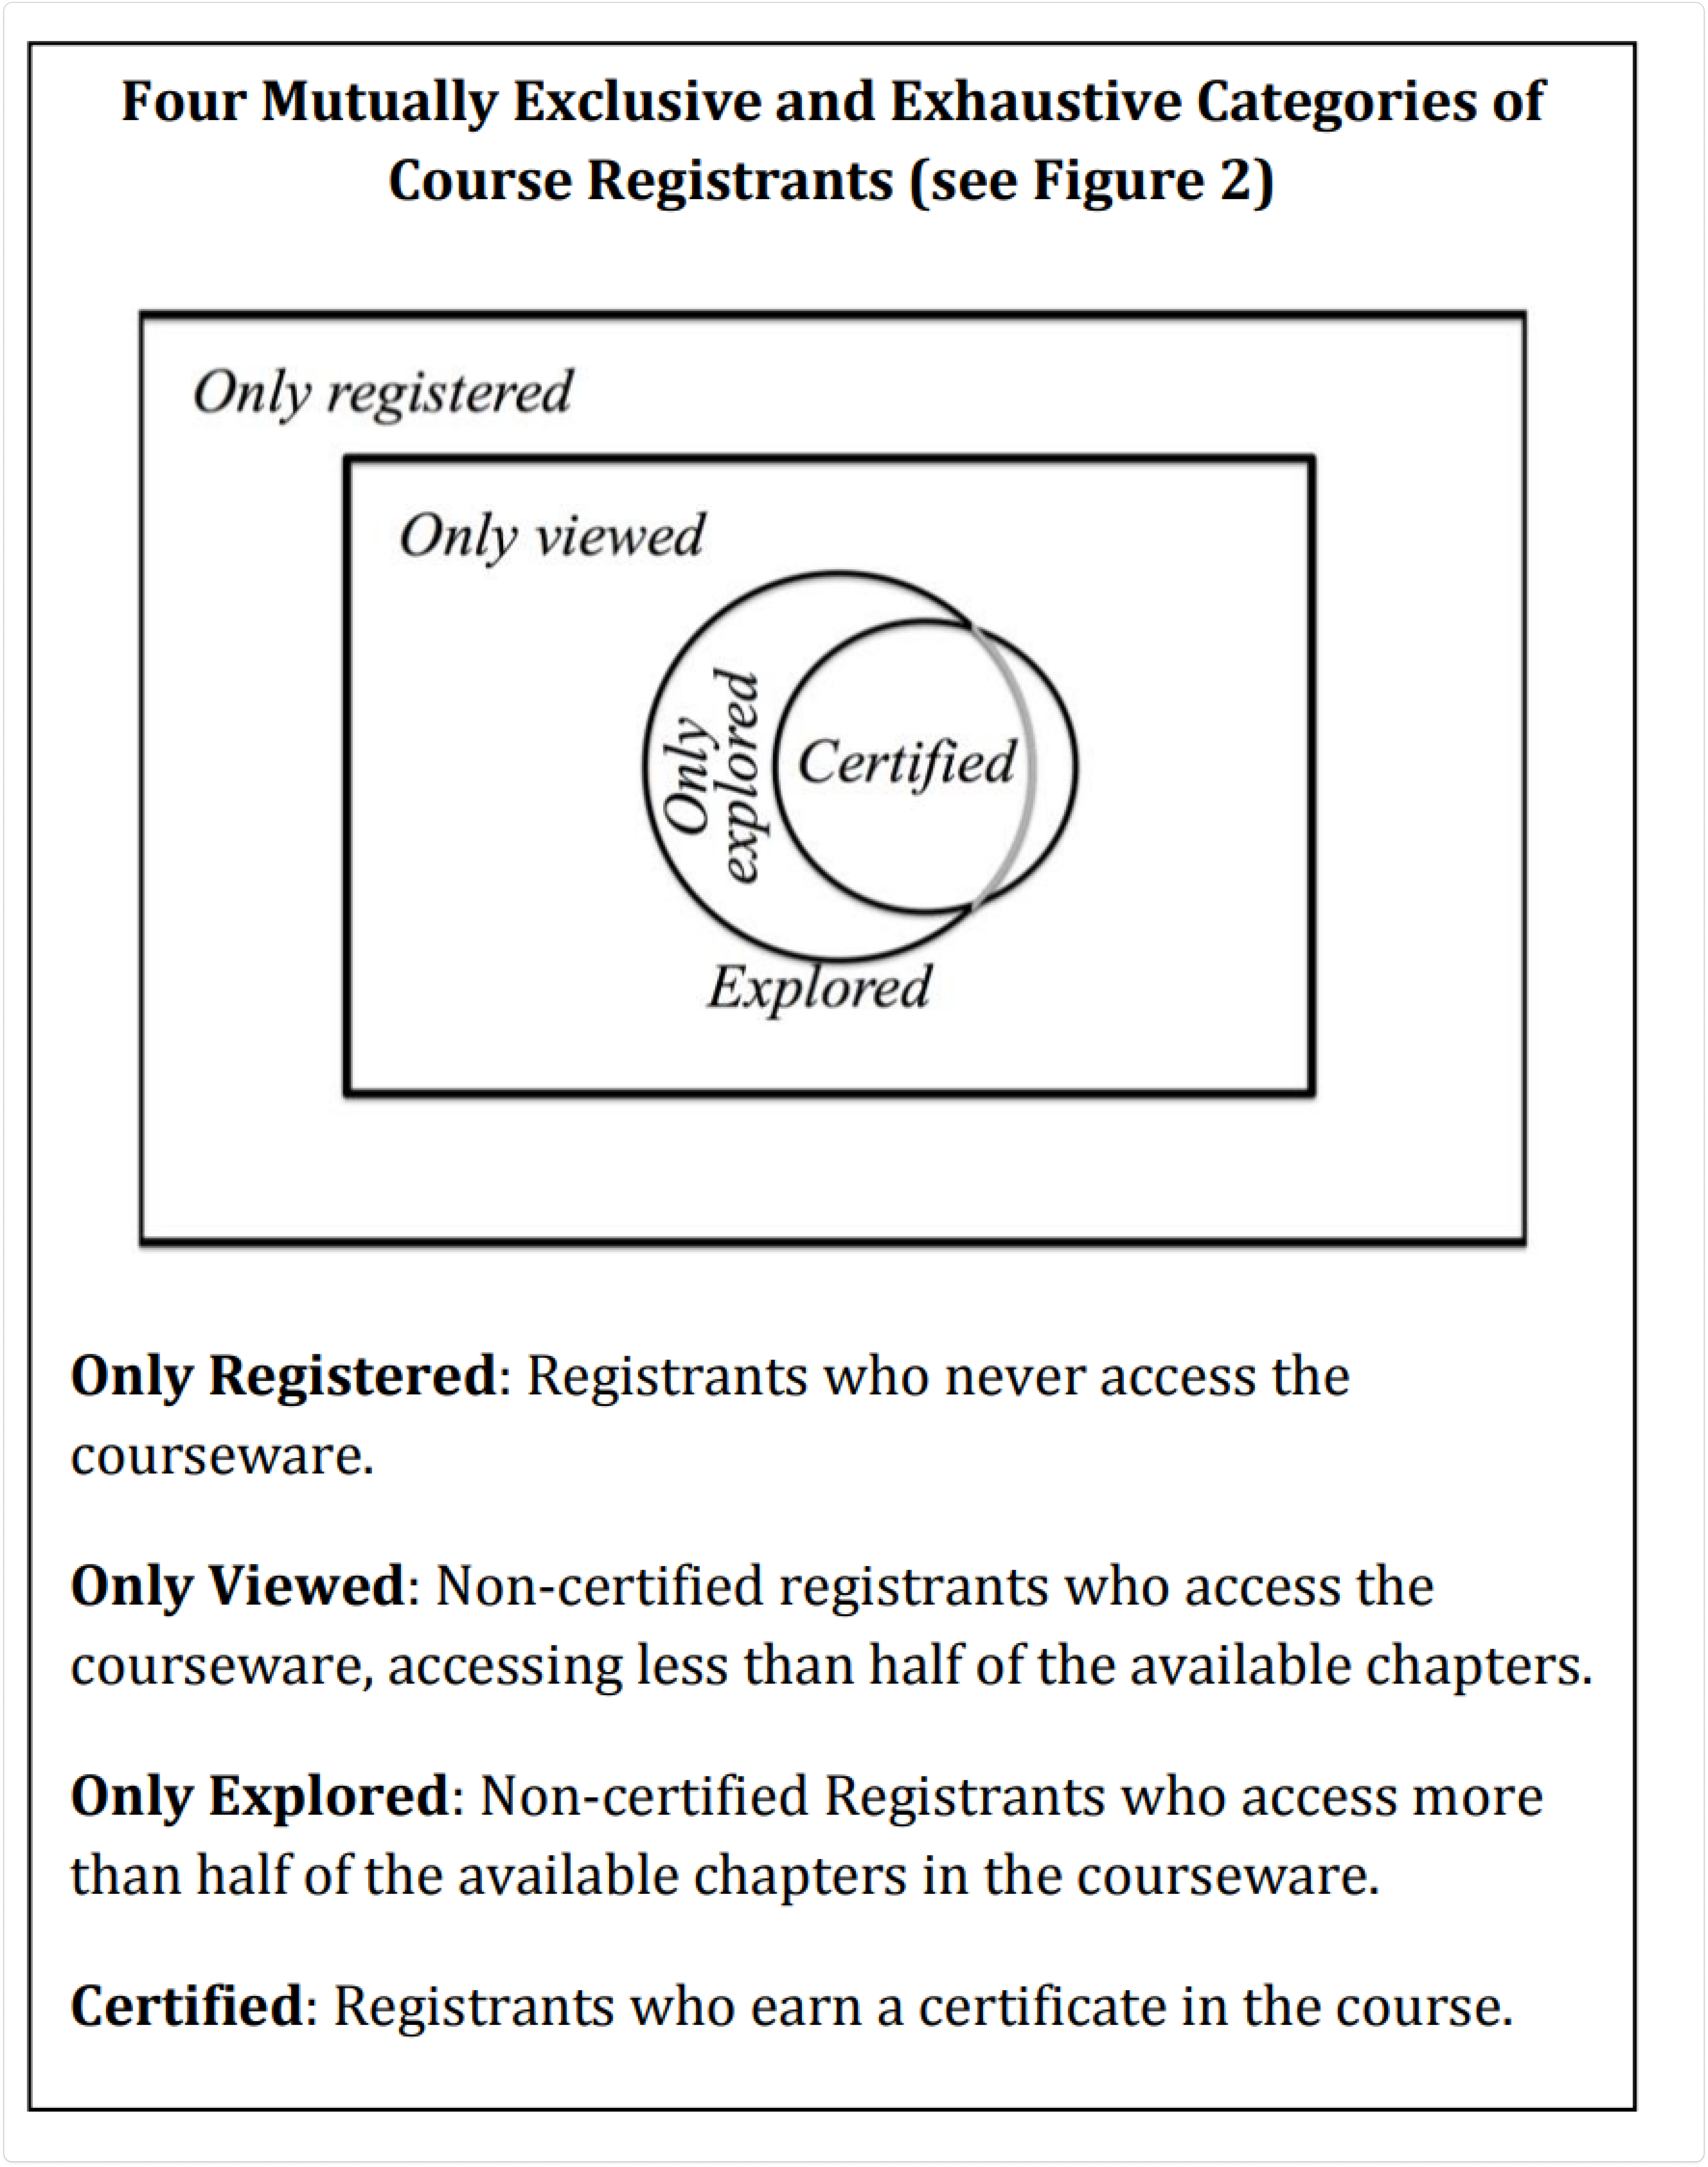 Four Mutually Exclusive and Exhaustive Categories of
Course Registrants (see Figure 2)
Only registered
Only viewed
Only
explored
Certified
Explored
Only Registered: Registrants who never access the
courseware.
Only Viewed: Non-certified registrants who access the
courseware, accessing less than half of the available chapters.
Only Explored: Non-certified Registrants who access more
than half of the available chapters in the courseware.
Certified: Registrants who earn a certificate in the course.